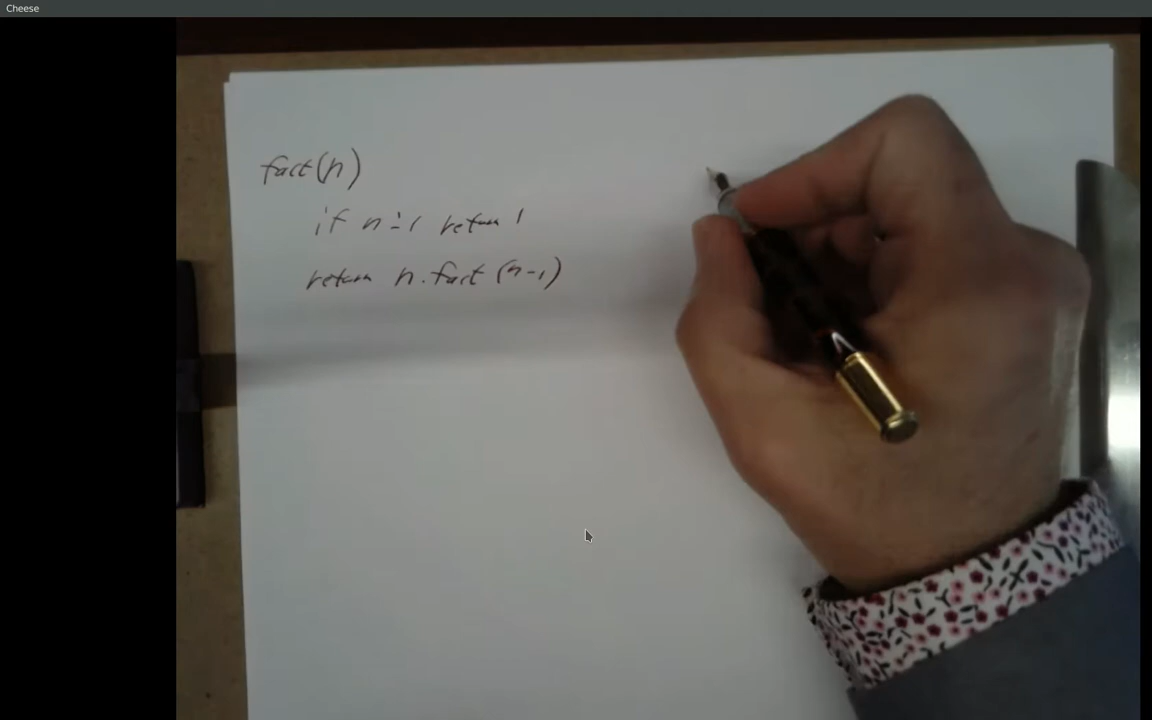 Cheese
fact(n)
if n=1 return 1
return n.fact(n-1)